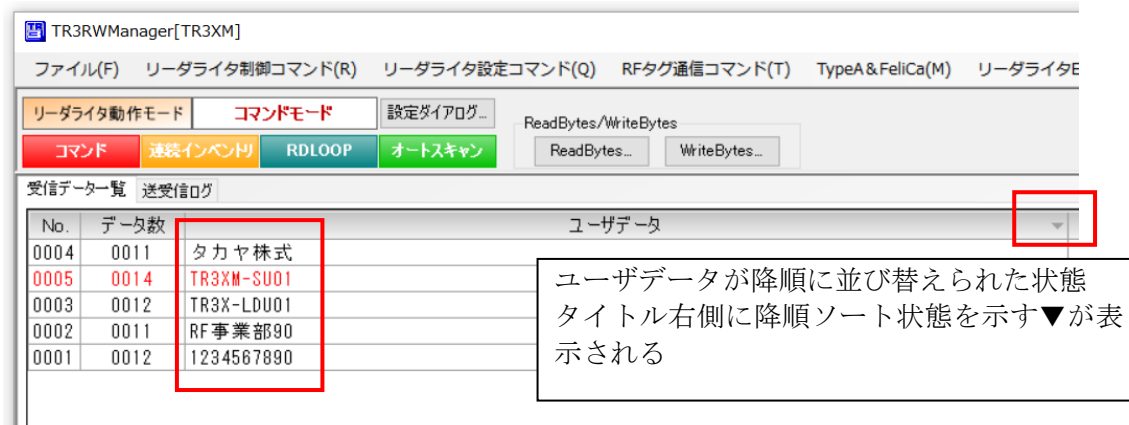 TR3RWManager[TR3XM]
ファイル(F) リーダライタ制御コマンド(R) リーダライタ設定コマンド(Q) RFタグ通信コマンド(T) TypeA&FeliCa(M) リーダライタE
リーダライタ動作モード コマンドモード 設定ダイアログ... ReadBytes/WriteBytes
コマンド 連続インベントリ RDLOOP オートスキャン ReadBytes... WriteBytes...
受信データ一覧 送受信ログ
No. データ数 ユーザデータ
0004 0011 タカヤ株式
0005 0014 TR3XM-SU01
0003 0012 TR3X-LDU01
0002 0011 RF事業部90
0001 0012 1234567890
ユーザデータが降順に並び替えられた状態
タイトル右側に降順ソート状態を示す▼が表
示される